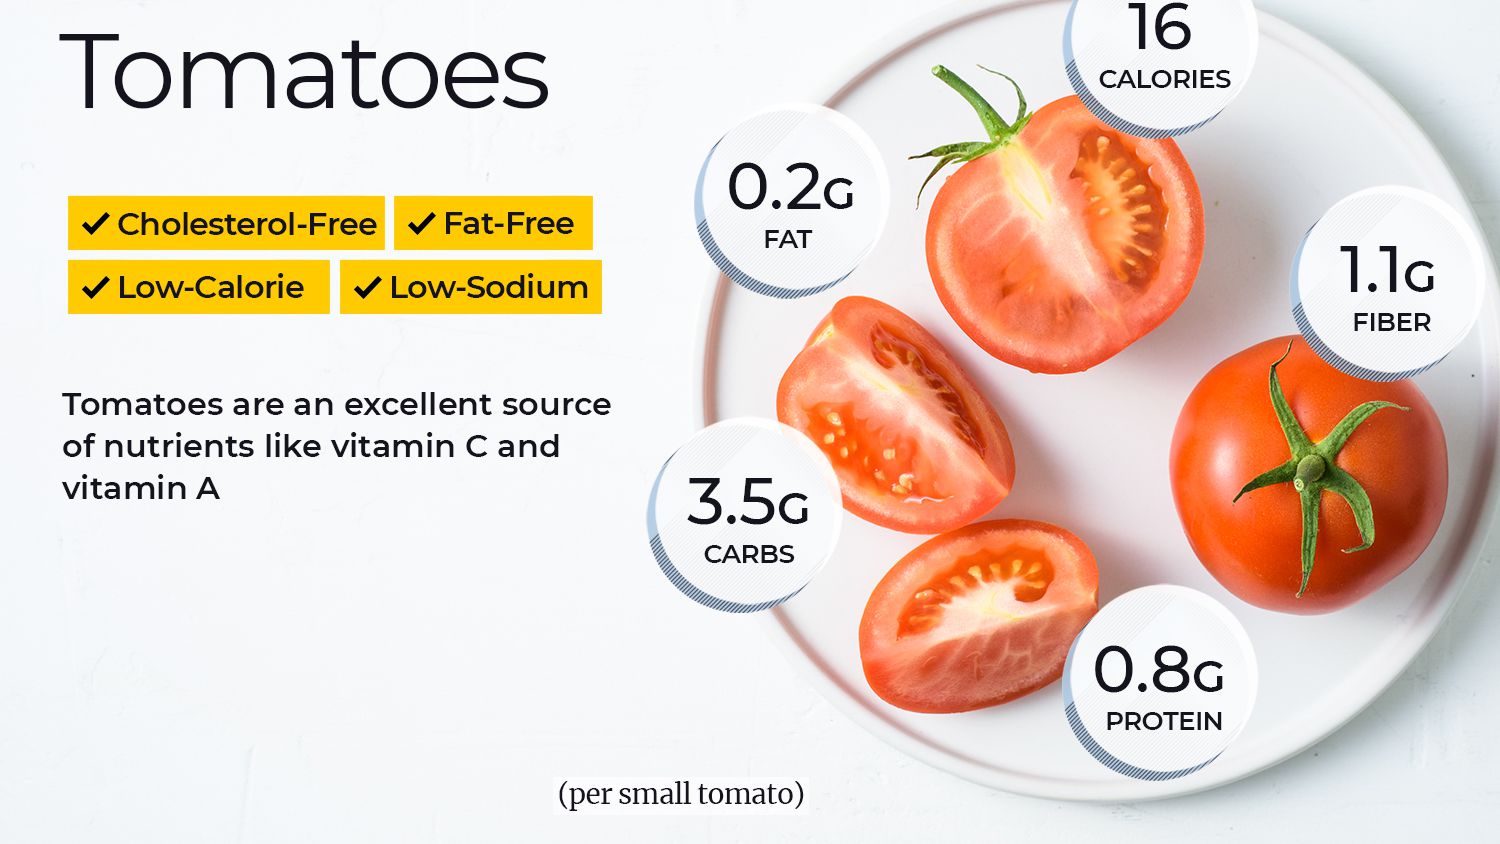 Tomatoes
✓ Cholesterol-Free ✓ Fat-Free
✓ Low-Calorie ✓ Low-Sodium
Tomatoes are an excellent source
of nutrients like vitamin C and
vitamin A
16
CALORIES
0.2G
FAT
1.1G
FIBER
3.5G
CARBS
0.8G
PROTEIN
(per small tomato)